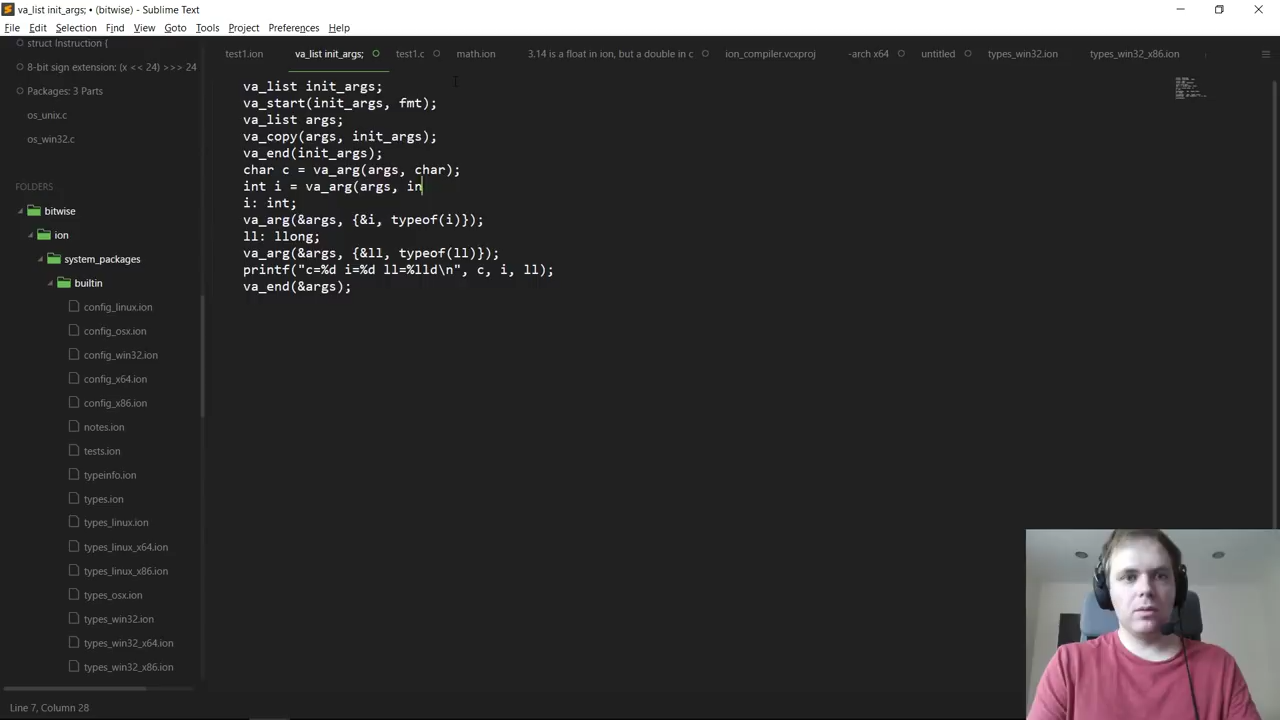 va_list init_args; • (bitwise) - Sublime Text
File Edit Selection Find View Goto Tools Project Preferences Help
struct Instruction {
8-bit sign extension: (x << 24) >>> 24
Packages: 3 Parts
os_unix.c
os_win32.c
FOLDERS
bitwise
ion
system_packages
builtin
config_linux.ion
config_osx.ion
config_win32.ion
config_x64.ion
config_x86.ion
notes.ion
tests.ion
typeinfo.ion
types.ion
types_linux.ion
types_linux_x64.ion
types_linux_x86.ion
types_osx.ion
types_win32.ion
types_win32_x64.ion
types_win32_x86.ion
test1.ion va_list init_args; test1.c math.ion 3.14 is a float in ion, but a double in c ion_compiler.vcxproj -arch x64 untitled types_win32.ion types_win32_x86.ion
va_list init_args;
va_start(init_args, fmt);
va_list args;
va_copy(args, init_args);
va_end(init_args);
char c = va_arg(args, char);
int i = va_arg(args, in
i: int;
va_arg(&args, {&i, typeof(i)});
ll: llong;
va_arg(&args, {&ll, typeof(ll)});
printf("c=%d i=%d ll=%lld\n", c, i, ll);
va_end(&args);
Line 7, Column 28